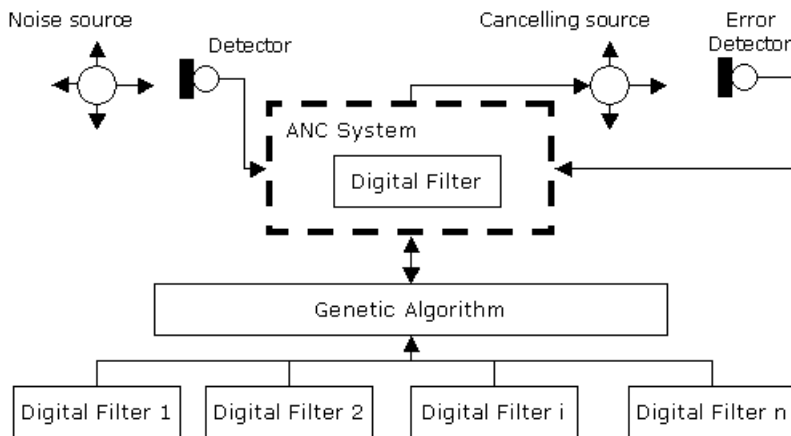 Noise source
Detector
Cancelling source
Error
Detector
ANC System
Digital Filter
Genetic Algorithm
Digital Filter 1
Digital Filter 2
Digital Filter i
Digital Filter n